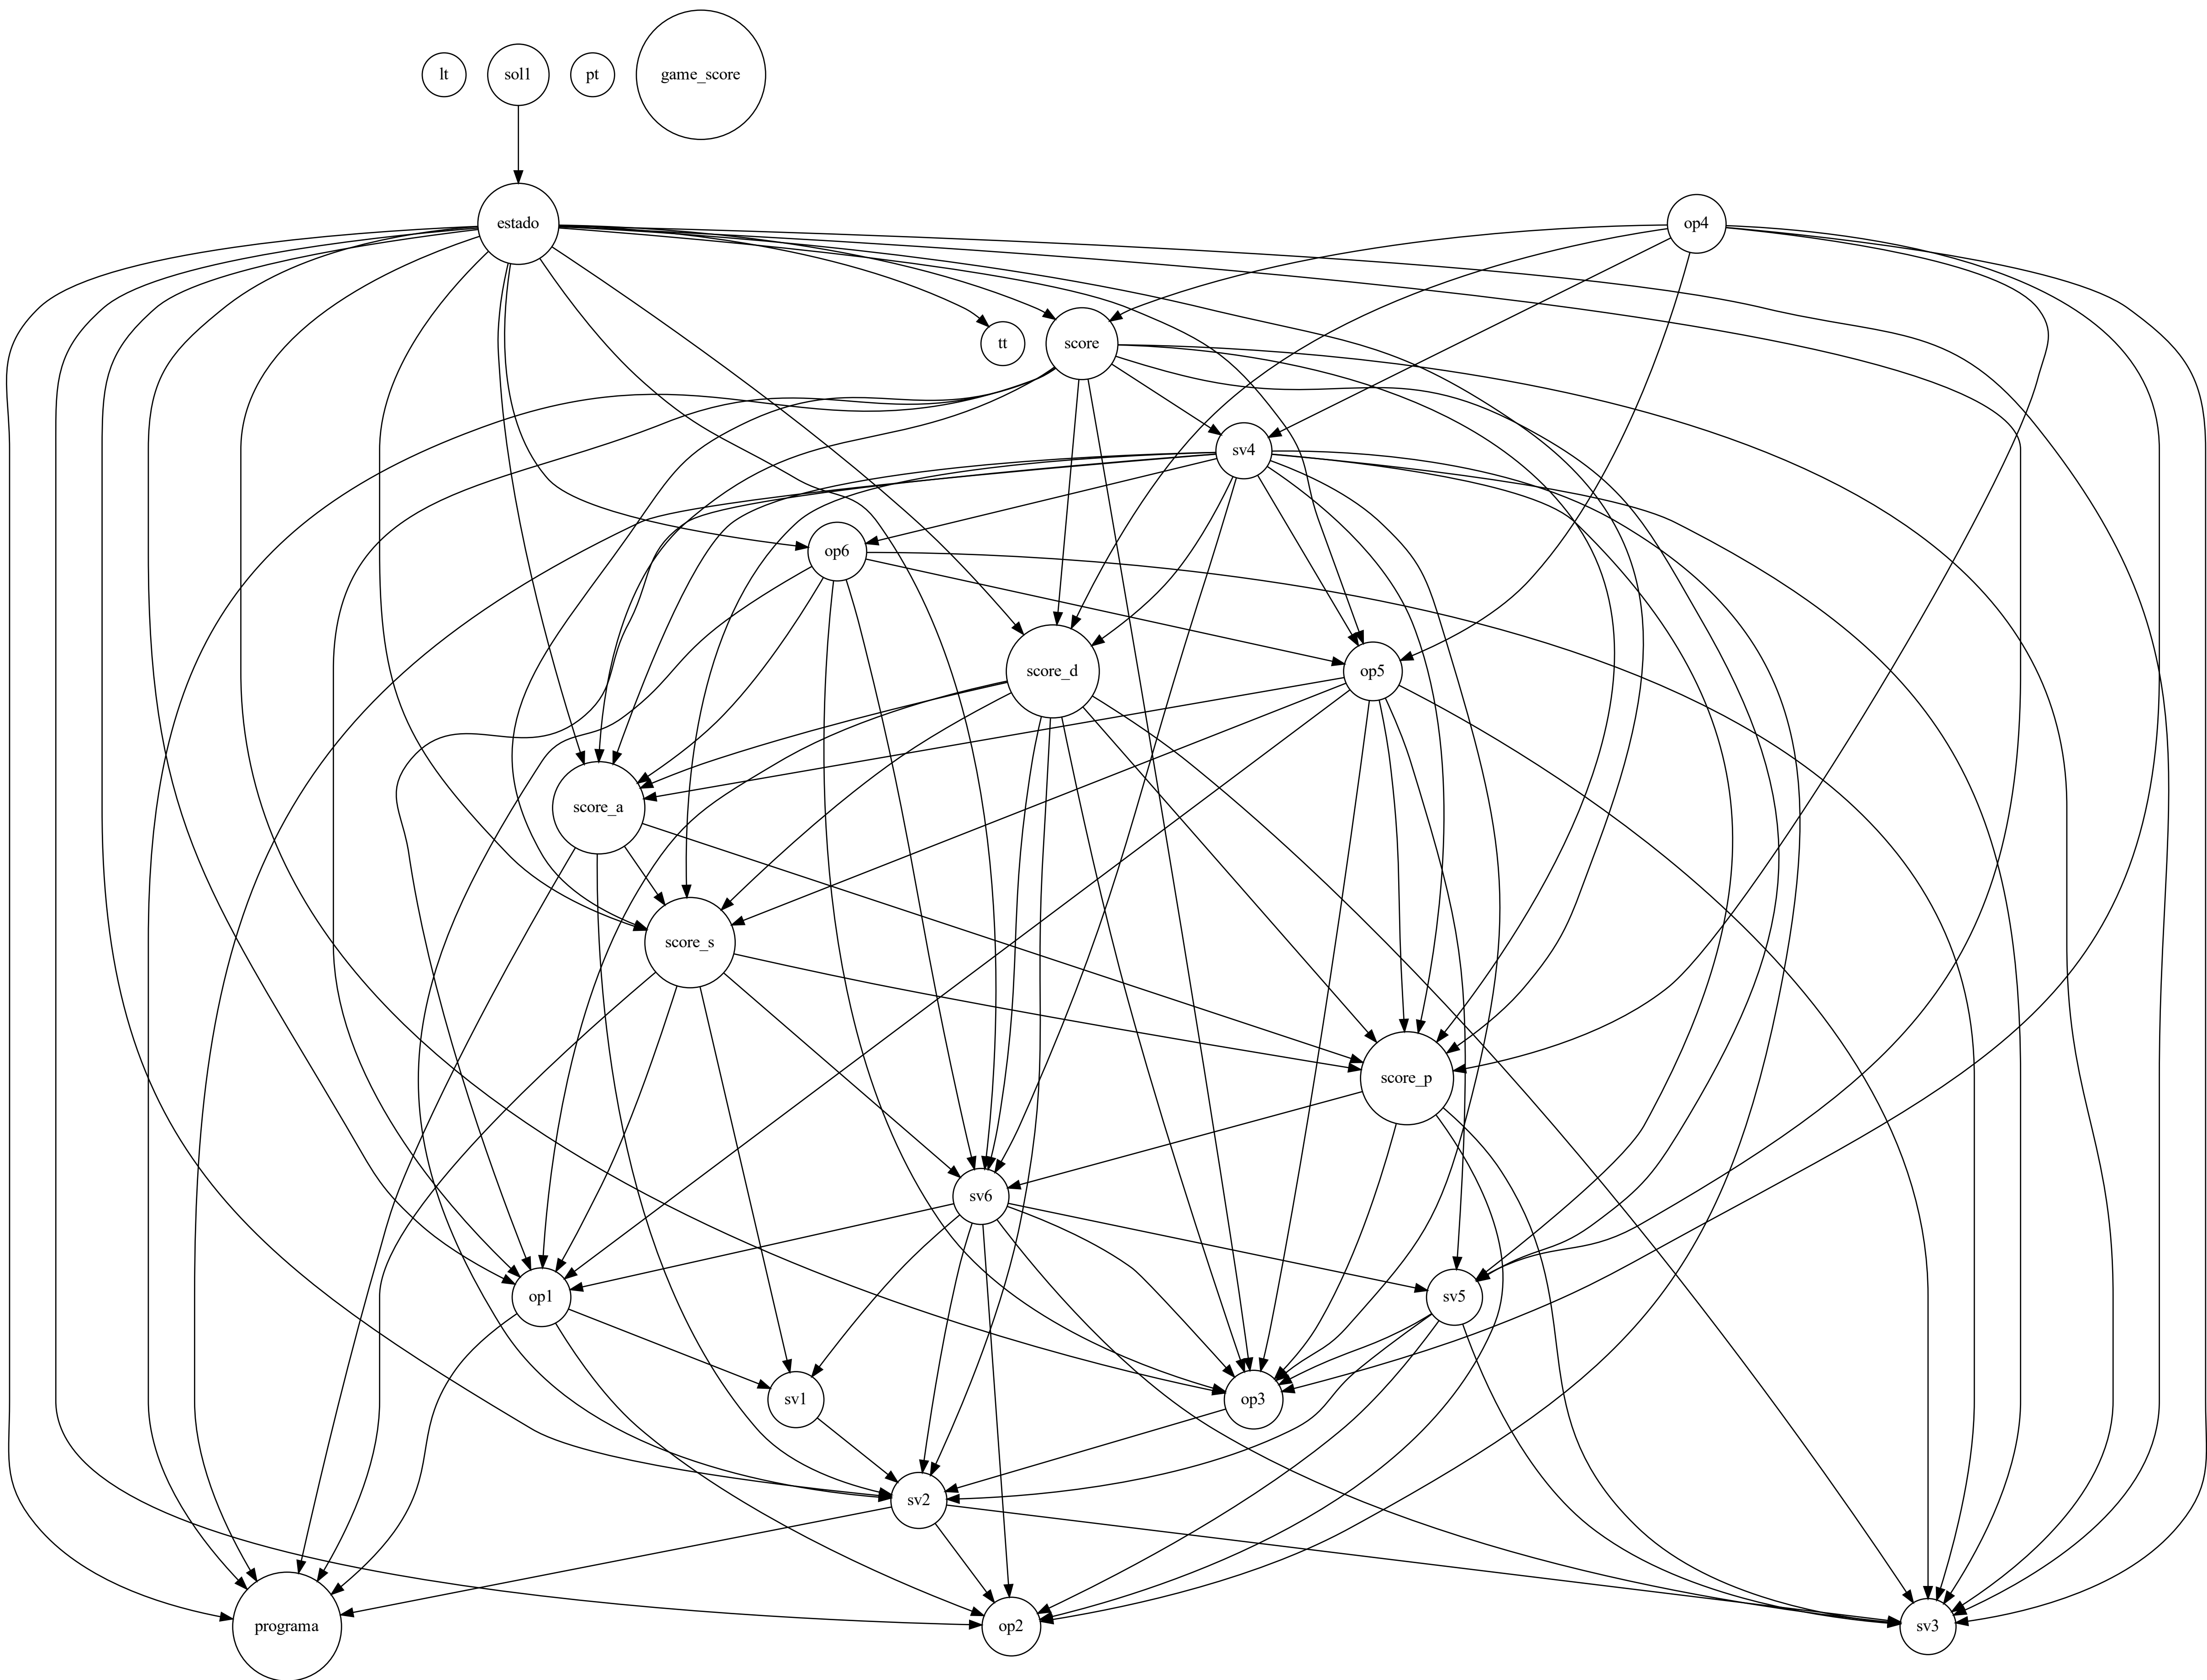 lt
sol1
pt
game_score
estado
op4
tt
score
sv4
op6
score_d
op5
score_a
score_s
score_p
sv6
op1
sv5
sv1
op3
sv2
programa
op2
sv3